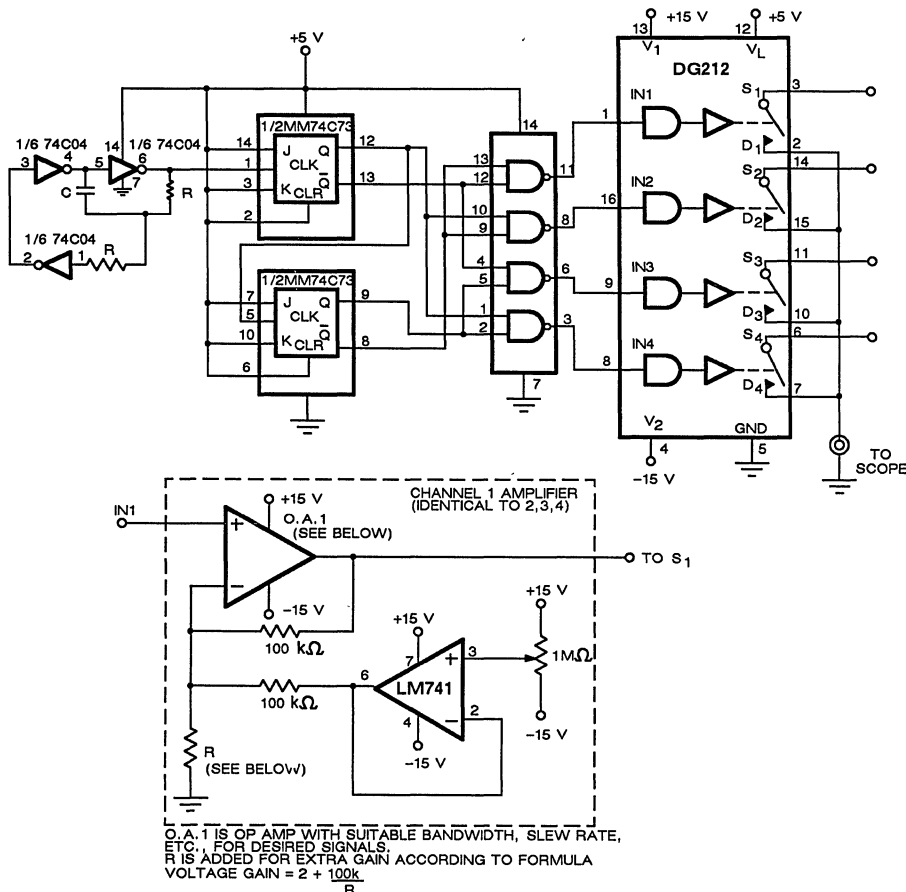 +15 V
+5 V
13
12
V1
VL
DG212
+5 V
1/6 74C04
14
1/6 74C04
3
4
5
6
7
C
R
1/6 74C04
2
1
R
1/2MM74C73
14
J
Q
12
1
CLK
3
K
CLR
Q̅
13
2
1/2MM74C73
7
J
Q
9
5
CLK
10
K
CLR
Q̅
8
6
14
13
12
11
10
9
8
4
5
6
1
2
3
7
IN1
1
S1
3
D1
2
IN2
16
S2
14
D2
15
IN3
9
S3
11
D3
10
IN4
8
S4
6
D4
7
V2
4
−15 V
GND
5
TO
SCOPE
CHANNEL 1 AMPLIFIER
(IDENTICAL TO 2,3,4)
IN1
+15 V
O.A.1
(SEE BELOW)
+
−
−15 V
TO S1
100 kΩ
100 kΩ
+15 V
+15 V
7
+
3
1MΩ
6
LM741
4
−
2
−15 V
−15 V
R
(SEE BELOW)
O.A.1 IS OP AMP WITH SUITABLE BANDWIDTH, SLEW RATE,
ETC., FOR DESIRED SIGNALS.
R IS ADDED FOR EXTRA GAIN ACCORDING TO FORMULA
VOLTAGE GAIN = 2 + 100k
R